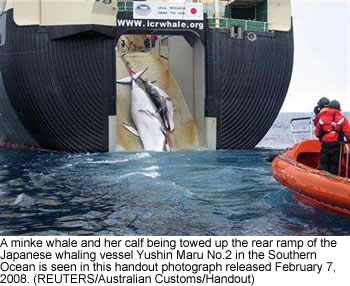 LEGAL RESEARCH
www.icrwhale.org
A minke whale and her calf being towed up the rear ramp of the
Japanese whaling vessel Yushin Maru No.2 in the Southern
Ocean is seen in this handout photograph released February 7,
2008. (REUTERS/Australian Customs/Handout)